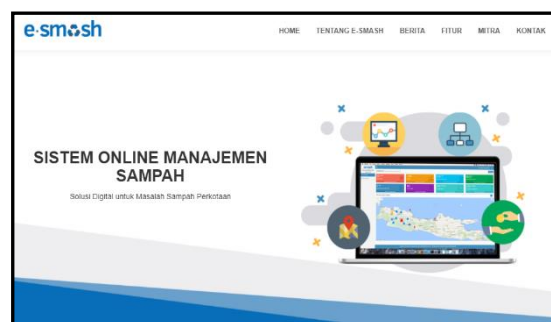 e-smash
HOME TENTANG E-SMASH BERITA FITUR MITRA KONTAK
SISTEM ONLINE MANAJEMEN
SAMPAH
Solusi Digital untuk Masalah Sampah Perkotaan